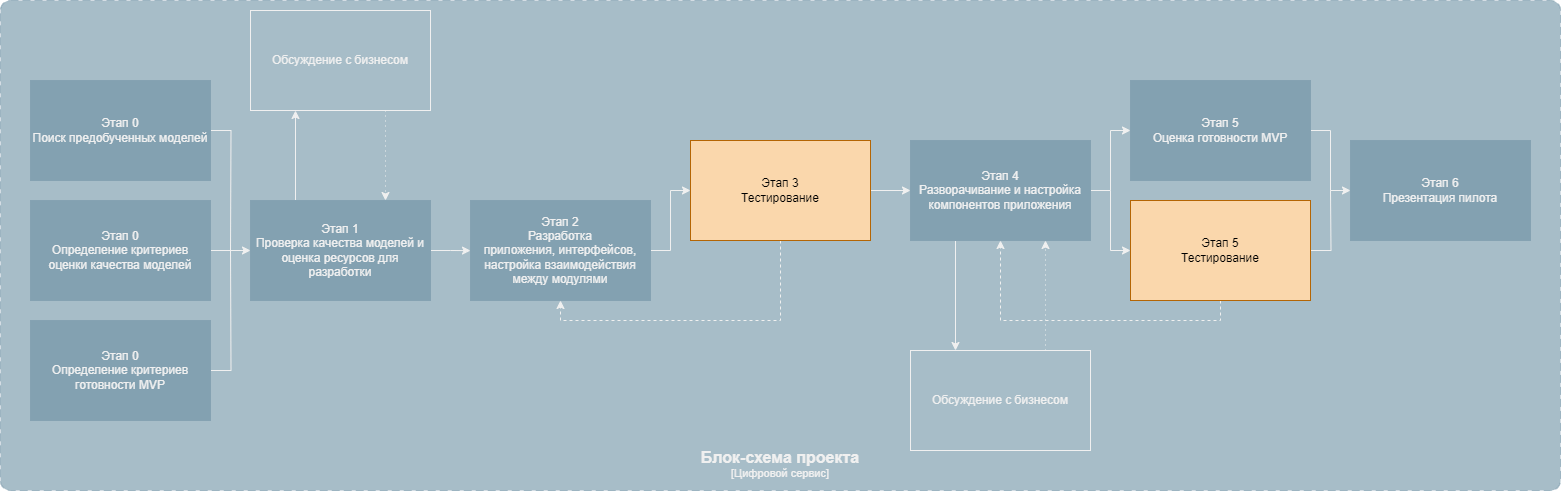 Обсуждение с бизнесом
Этап 0
Поиск предобученных моделей
Этап 0
Определение критериев
оценки качества моделей
Этап 0
Определение критериев
готовности MVP
Этап 1
Проверка качества моделей и
оценка ресурсов для
разработки
Этап 2
Разработка
приложения, интерфейсов,
настройка взаимодействия
между модулями
Этап 3
Тестирование
Этап 4
Разворачивание и настройка
компонентов приложения
Обсуждение с бизнесом
Этап 5
Оценка готовности MVP
Этап 5
Тестирование
Этап 6
Презентация пилота
Блок-схема проекта
[Цифровой сервис]